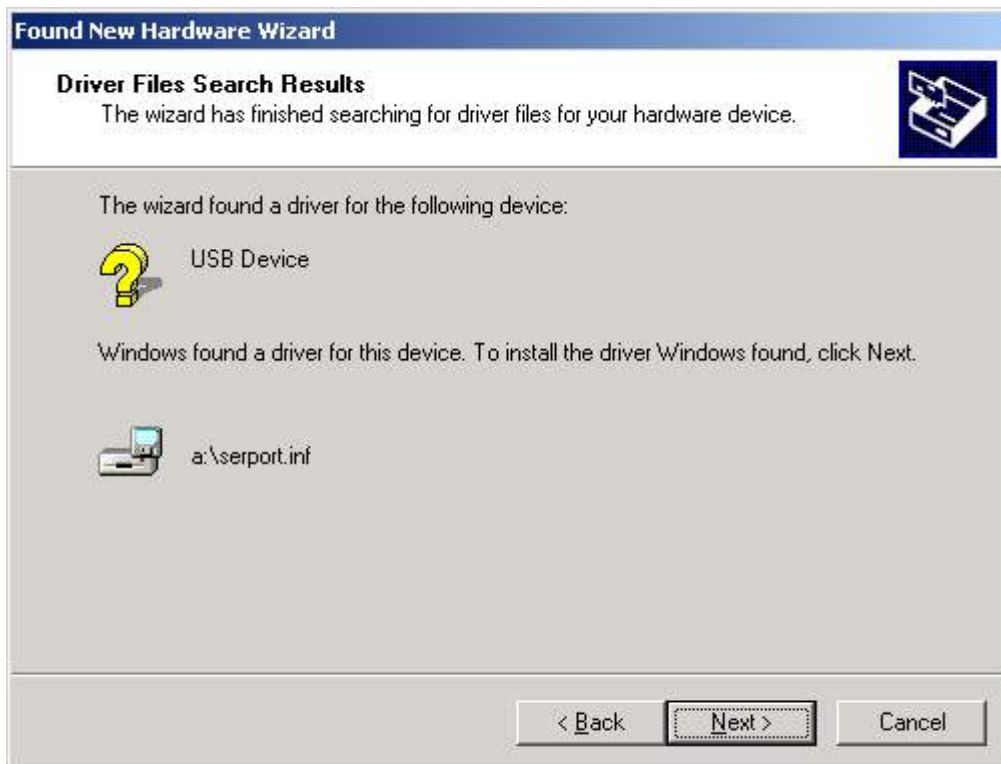 Found New Hardware Wizard
Driver Files Search Results
The wizard has finished searching for driver files for your hardware device.
The wizard found a driver for the following device:
USB Device
Windows found a driver for this device. To install the driver Windows found, click Next.
a:\serport.inf
< Back
Next >
Cancel